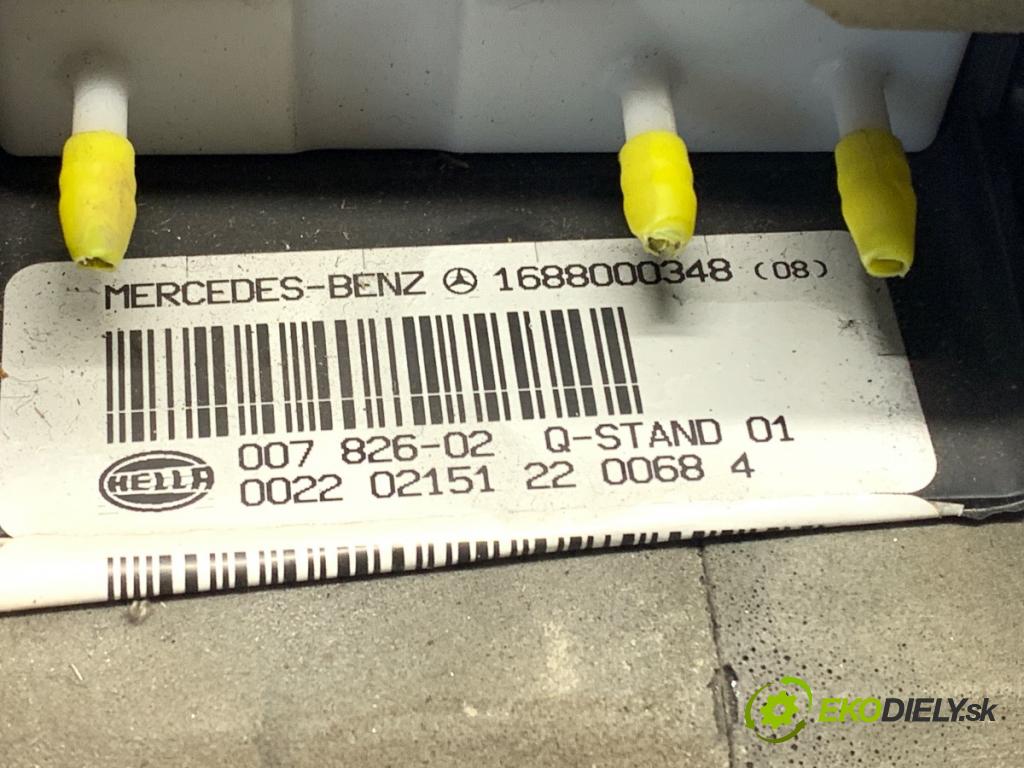 MERCEDES-BENZ 1688000348 (08)
007 826-02 Q-STAND 01
HELLA
0022 02151 22 0068 4
EKODIELY.sk